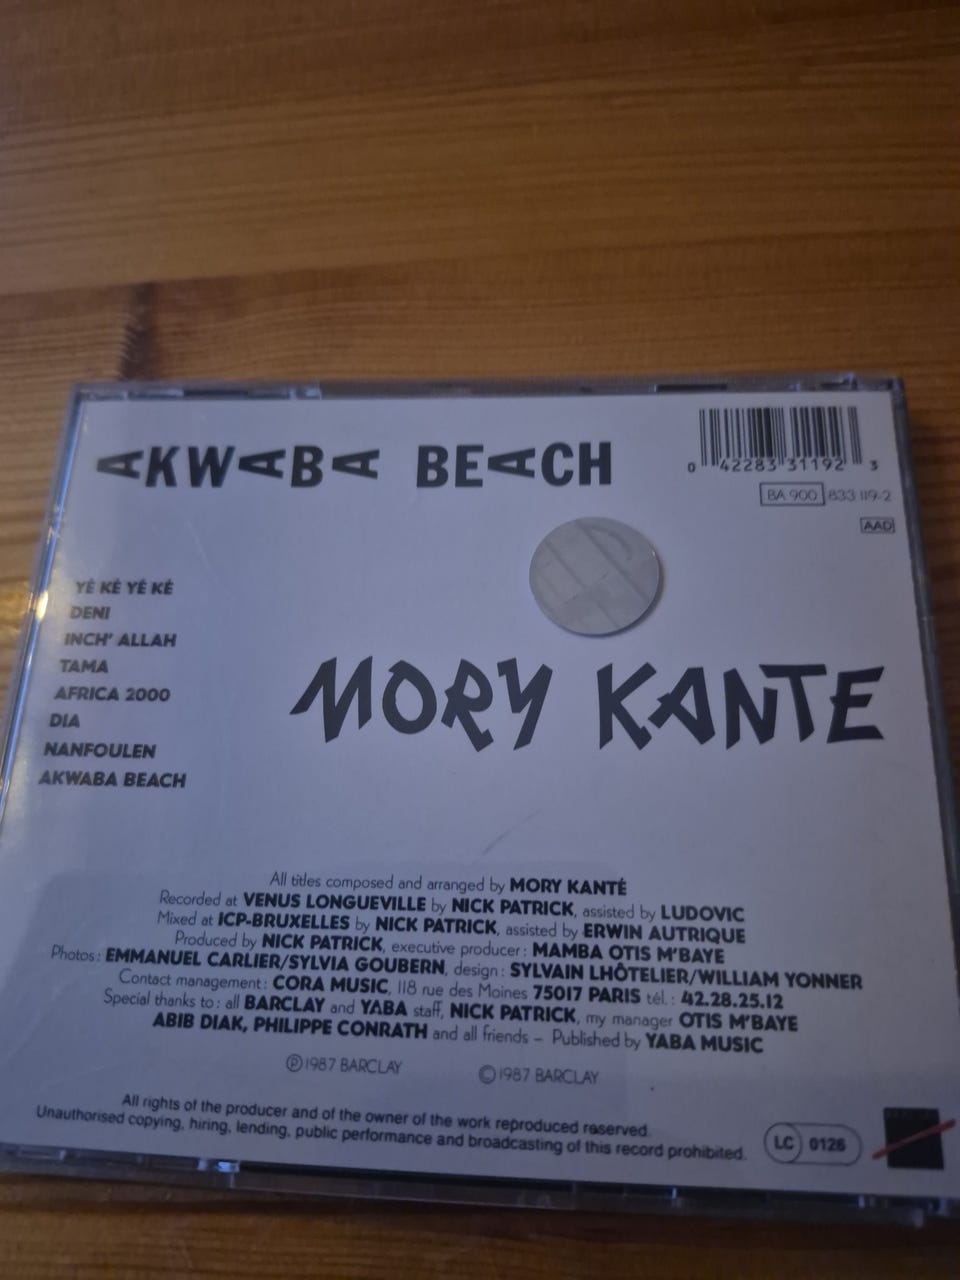 AKWABA BEACH
0 42283 31192 3
BA 900 833 119-2
AAD
YÉ KÉ YÉ KÉ
DENI
INCH' ALLAH
TAMA
AFRICA 2000
DIA
NANFOULEN
AKWABA BEACH
MORY KANTE
All titles composed and arranged by MORY KANTÉ
Recorded at VENUS LONGUEVILLE by NICK PATRICK, assisted by LUDOVIC
Mixed at ICP-BRUXELLES by NICK PATRICK, assisted by ERWIN AUTRIQUE
Produced by NICK PATRICK, executive producer : MAMBA OTIS M'BAYE
Photos : EMMANUEL CARLIER/SYLVIA GOUBERN, design : SYLVAIN LHÔTELIER/WILLIAM YONNER
Contact management : CORA MUSIC, 118 rue des Moines 75017 PARIS tél. : 42.28.25.12
Special thanks to : all BARCLAY and YABA staff, NICK PATRICK, my manager OTIS M'BAYE
ABIB DIAK, PHILIPPE CONRATH and all friends – Published by YABA MUSIC
Ⓟ 1987 BARCLAY © 1987 BARCLAY
All rights of the producer and of the owner of the work reproduced reserved.
Unauthorised copying, hiring, lending, public performance and broadcasting of this record prohibited.
LC 0126